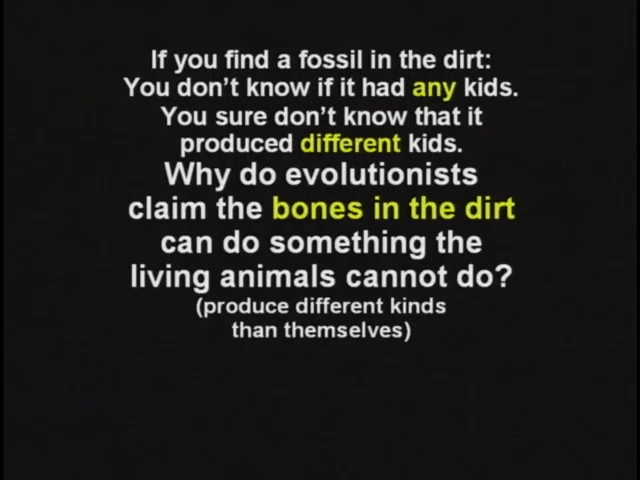 If you find a fossil in the dirt:
You don't know if it had any kids.
You sure don't know that it
produced different kids.
Why do evolutionists
claim the bones in the dirt
can do something the
living animals cannot do?
(produce different kinds
than themselves)